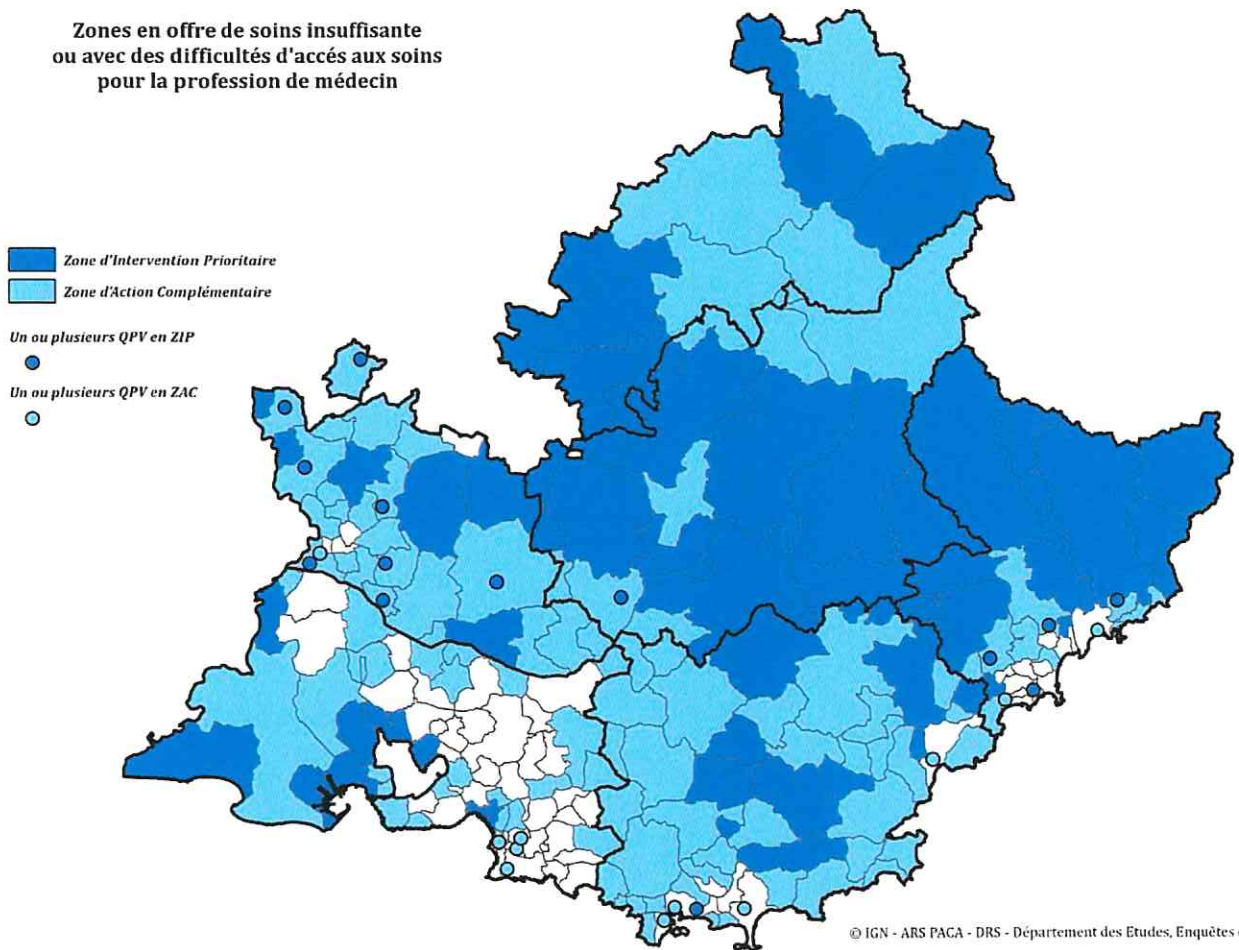 Zones en offre de soins insuffisante
ou avec des difficultés d'accés aux soins
pour la profession de médecin
Zone d'Intervention Prioritaire
Zone d'Action Complémentaire
Un ou plusieurs QPV en ZIP
Un ou plusieurs QPV en ZAC
© IGN - ARS PACA - DRS - Département des Etudes, Enquêtes